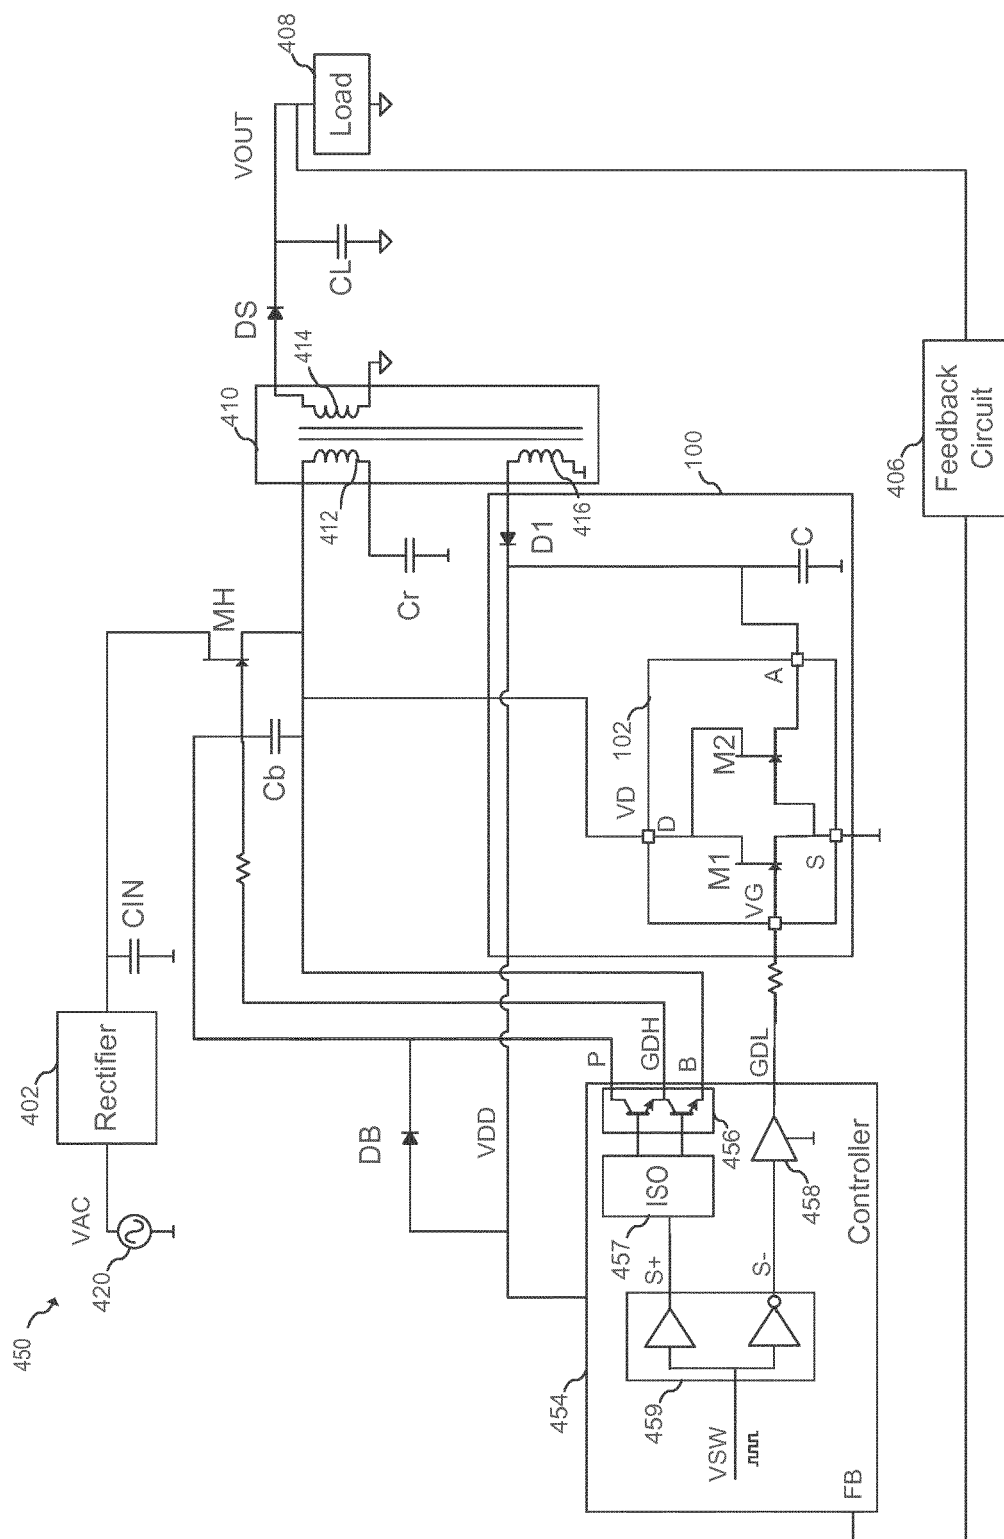 450
VAC
420
402
Rectifier
CIN
MH
Cb
Cr
410
412
414
416
DS
CL
VOUT
408
Load
DB
VDD
P
GDH
B
GDL
456
ISO
457
458
S+
S-
459
VSW
454
Controller
FB
100
D1
C
102
VD
D
A
M2
M1
VG
S
406
Feedback
Circuit